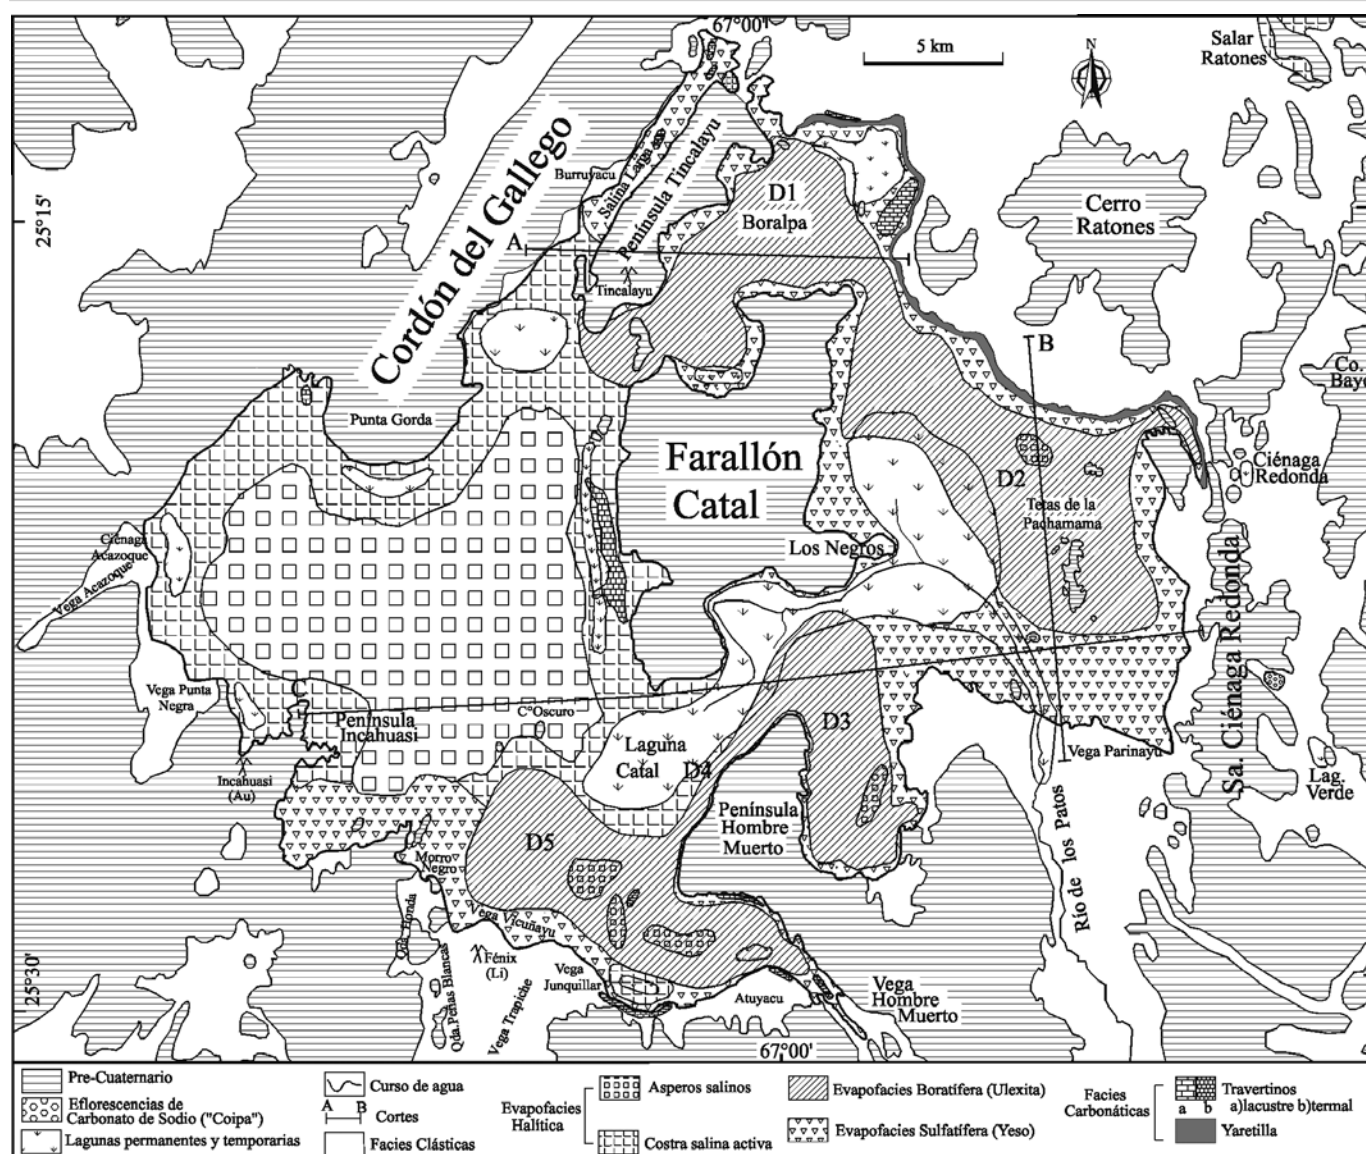 67°00'
5 km
N
Salar
Ratones
25°15'
Cordón del Gallego
Burruyacu
Salina Larga
Península Tincalayu
D1
Boralpa
Cerro
Ratones
A
Tincalayu
B
Co.
Punta Gorda
Farallón
Catal
D2
Tetas de la
Pachamama
Ciénaga
Redonda
Los Negros
Ciénaga
Acazoque
Vega Acazoque
Sa. Ciénaga Redonda
Vega Punta
Negra
C
Península
Incahuasi
C°Oscuro
Laguna
Catal
D4
D3
Vega Parinayu
Incahuasi
(Au)
Lag.
Verde
Península
Hombre
Muerto
D5
Morro
Negro
Río de los Patos
Qda. Honda
Vega Vicuñayu
Fénix
(Li)
25°30'
Qda.Peñas Blancas
Vega Trapiche
Vega
Junquillar
Atuyacu
Vega
Hombre
Muerto
67°00'
Pre-Cuaternario
Eflorescencias de
Carbonato de Sodio ("Coipa")
Lagunas permanentes y temporarias
Curso de agua
A B
Cortes
Facies Clásticas
Evapofacies
Halítica
Asperos salinos
Costra salina activa
Evapofacies Boratífera (Ulexita)
Evapofacies Sulfatífera (Yeso)
Facies
Carbonáticas
a b
Travertinos
a)lacustre b)termal
Yaretilla